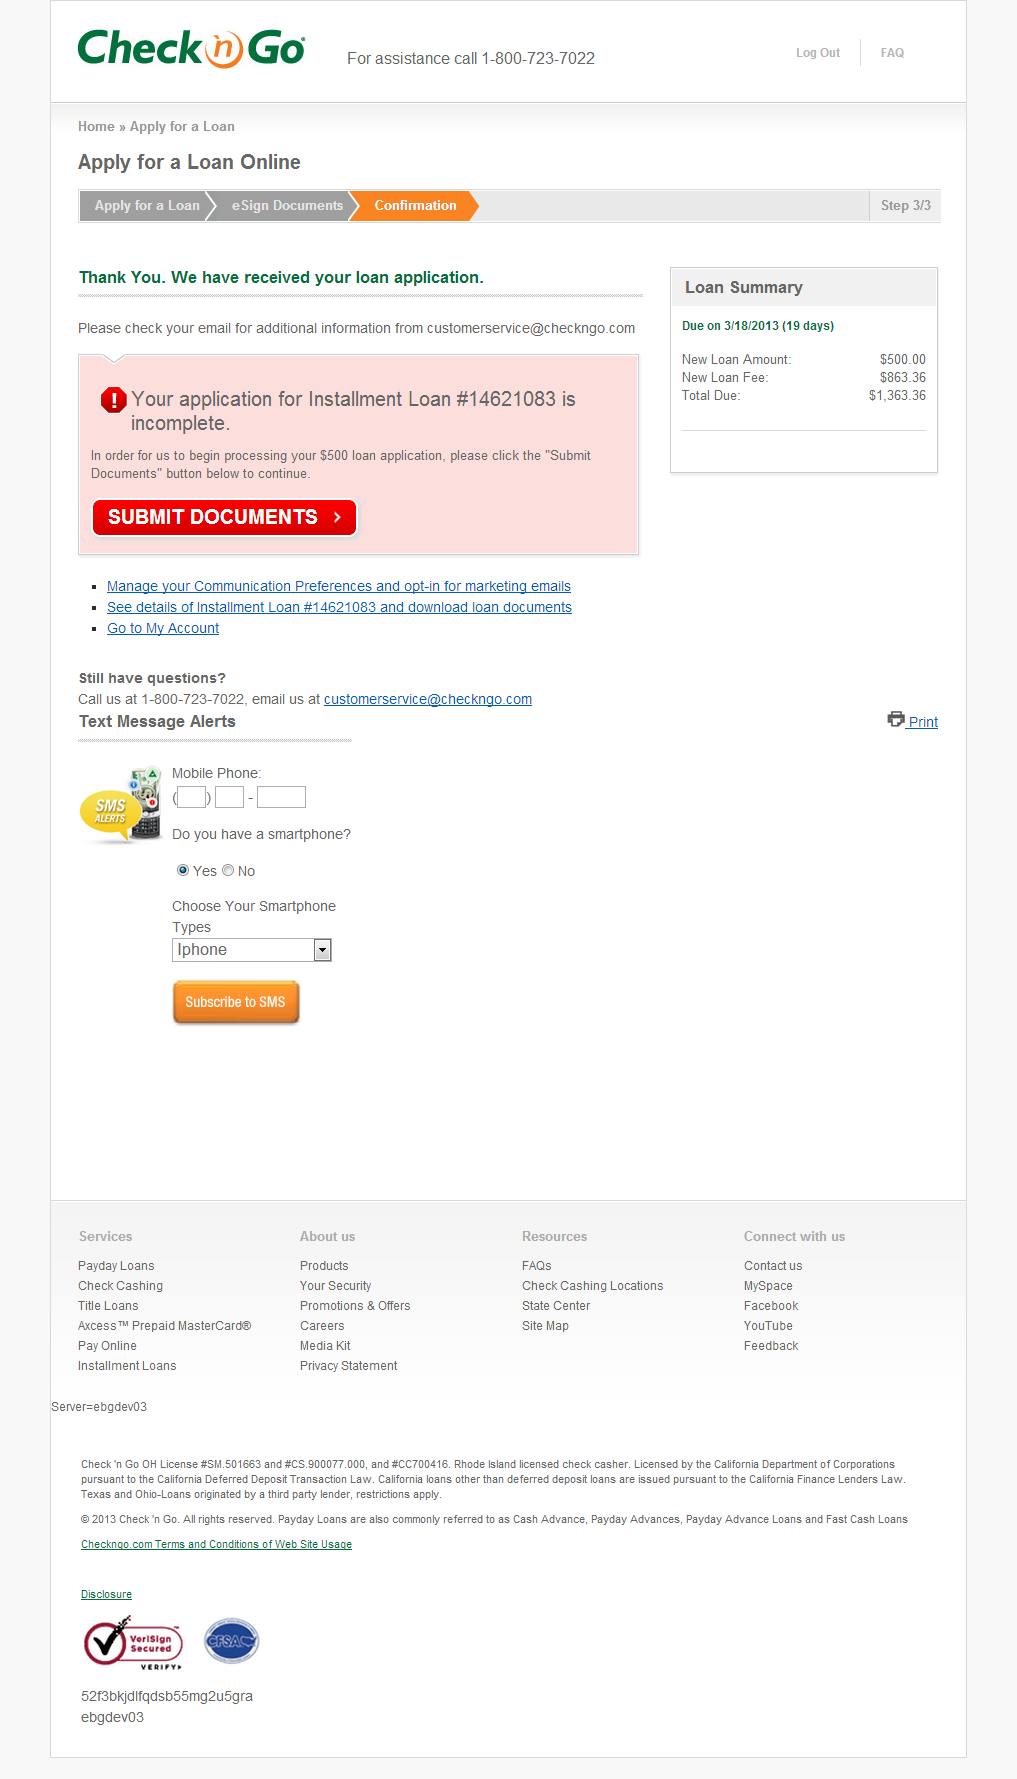 Check 'n Go
For assistance call 1-800-723-7022
Log Out
FAQ
Home » Apply for a Loan
Apply for a Loan Online
Apply for a Loan
eSign Documents
Confirmation
Step 3/3
Thank You. We have received your loan application.
Please check your email for additional information from customerservice@checkngo.com
Your application for Installment Loan #14621083 is
incomplete.
In order for us to begin processing your $500 loan application, please click the "Submit
Documents" button below to continue.
SUBMIT DOCUMENTS
Loan Summary
Due on 3/18/2013 (19 days)
New Loan Amount: $500.00
New Loan Fee: $863.36
Total Due: $1,363.36
Manage your Communication Preferences and opt-in for marketing emails
See details of Installment Loan #14621083 and download loan documents
Go to My Account
Still have questions?
Call us at 1-800-723-7022, email us at customerservice@checkngo.com
Text Message Alerts
Print
SMS
ALERTS
Mobile Phone:
( ) -
Do you have a smartphone?
Yes No
Choose Your Smartphone
Types
Iphone
Subscribe to SMS
Services
Payday Loans
Check Cashing
Title Loans
Axcess™ Prepaid MasterCard®
Pay Online
Installment Loans
About us
Products
Your Security
Promotions & Offers
Careers
Media Kit
Privacy Statement
Resources
FAQs
Check Cashing Locations
State Center
Site Map
Connect with us
Contact us
MySpace
Facebook
YouTube
Feedback
Server=ebgdev03
Check 'n Go OH License #SM.501663 and #CS.900077.000, and #CC700416. Rhode Island licensed check casher. Licensed by the California Department of Corporations
pursuant to the California Deferred Deposit Transaction Law. California loans other than deferred deposit loans are issued pursuant to the California Finance Lenders Law.
Texas and Ohio-Loans originated by a third party lender, restrictions apply.
© 2013 Check 'n Go. All rights reserved. Payday Loans are also commonly referred to as Cash Advance, Payday Advances, Payday Advance Loans and Fast Cash Loans
Checkngo.com Terms and Conditions of Web Site Usage
Disclosure
VeriSign
Secured
VERIFY
CFSA
52f3bkjdlfqdsb55mg2u5gra
ebgdev03